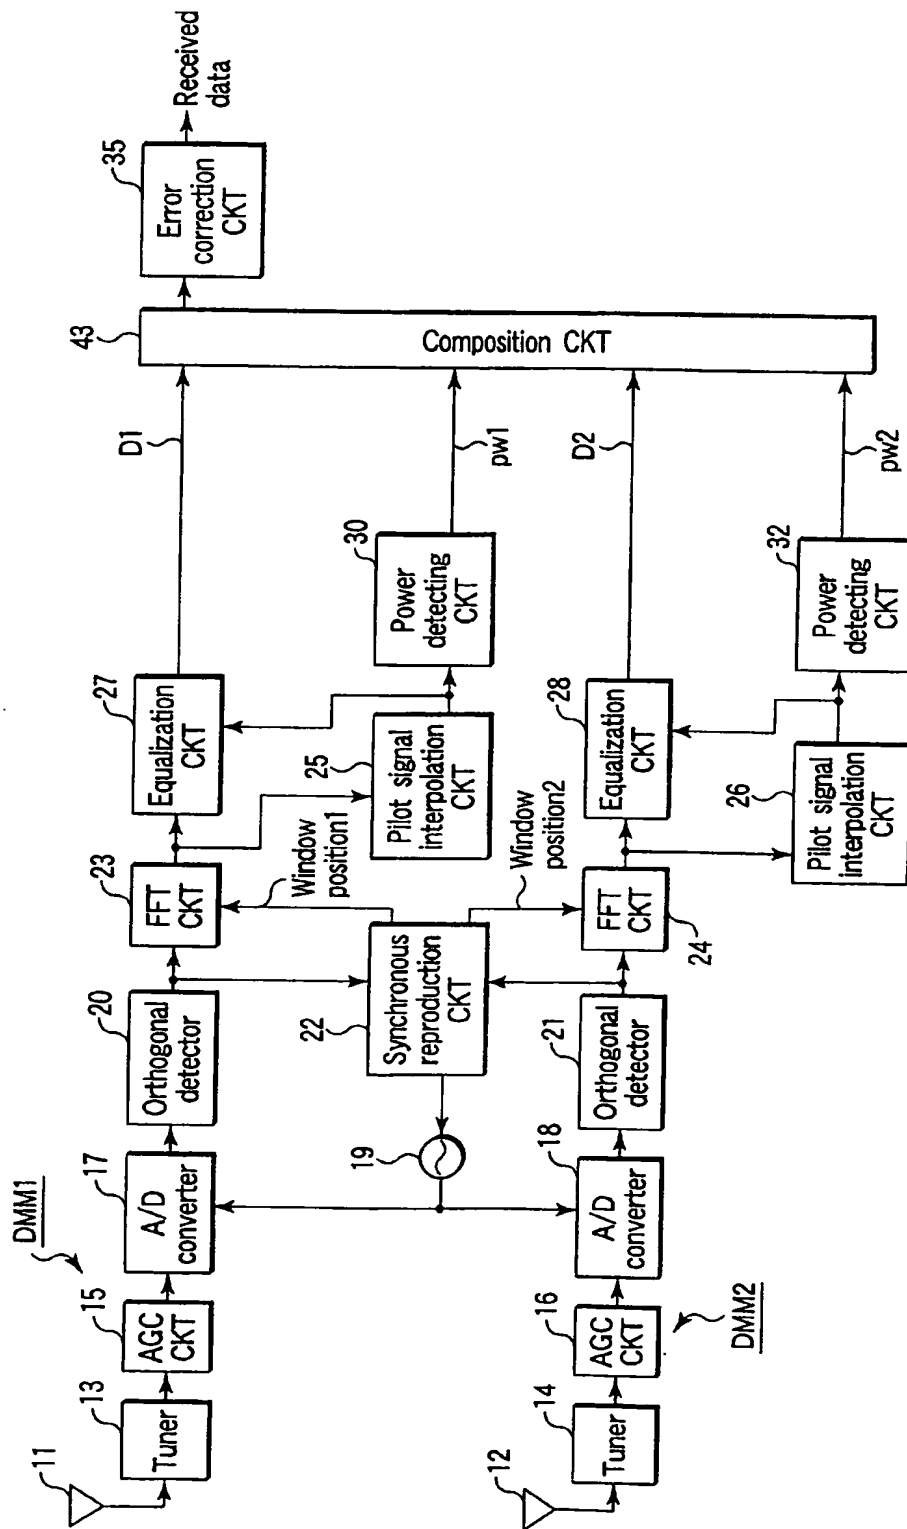 11
13
Tuner
15
AGC
CKT
DMM1
17
A/D
converter
20
Orthogonal
detector
23
FFT
CKT
27
Equalization
CKT
D1
43
Composition CKT
35
Error
correction
CKT
Received
data
19
22
Synchronous
reproduction
CKT
Window
position1
25
Pilot signal
interpolation
CKT
30
Power
detecting
CKT
pw1
Window
position2
12
14
Tuner
16
AGC
CKT
DMM2
18
A/D
converter
21
Orthogonal
detector
24
FFT
CKT
28
Equalization
CKT
D2
26
Pilot signal
interpolation
CKT
32
Power
detecting
CKT
pw2